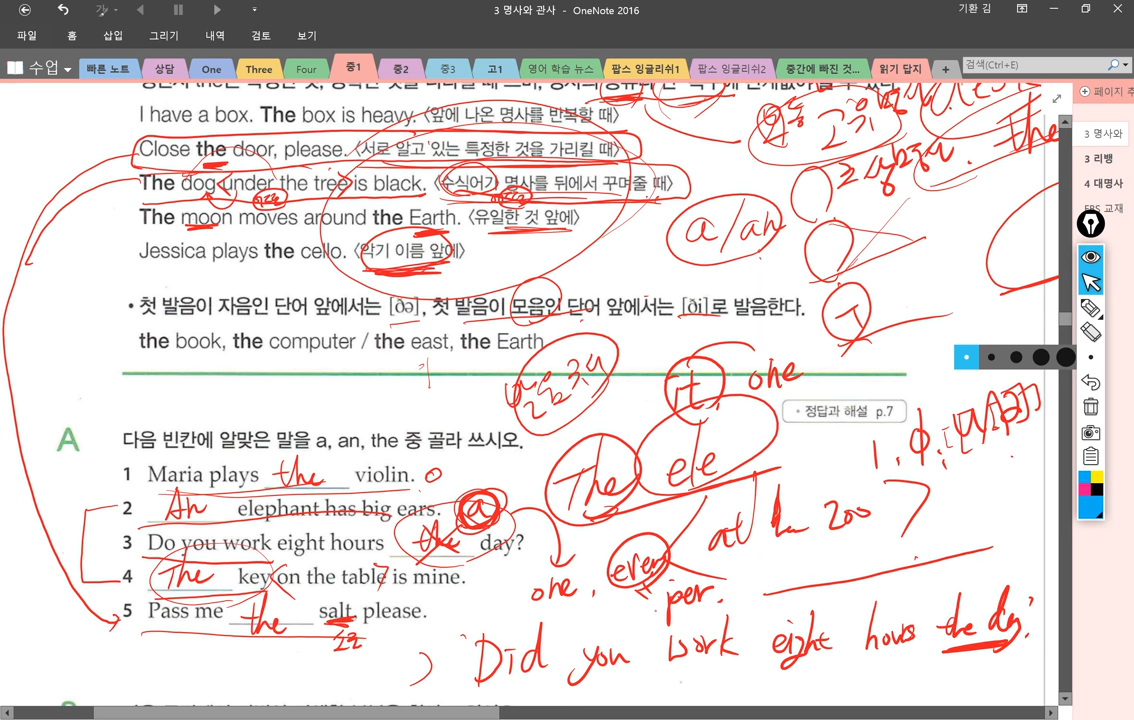 3 명사와 관사 - OneNote 2016
기환 김
파일 홈 삽입 그리기 내역 검토 보기
수업 빠른 노트 상담 One Three Four 중1 중2 중3 고1 영어 학습 뉴스 팝스 잉글리쉬1 팝스 잉글리쉬2 중간에 빠진 것... 읽기 답지 + 검색(Ctrl+E)
페이지 추
3 명사와
3 리뱅
4 대명사
EBS 교재
I have a box. The box is heavy. 〈앞에 나온 명사를 반복할 때〉
Close the door, please. 〈서로 알고 있는 특정한 것을 가리킬 때〉
The dog under the tree is black. 〈수식어가 명사를 뒤에서 꾸며줄 때〉
The moon moves around the Earth. 〈유일한 것 앞에〉
Jessica plays the cello. 〈악기 이름 앞에〉
the
a/an
• 첫 발음이 자음인 단어 앞에서는 [ðə], 첫 발음이 모음인 단어 앞에서는 [ði]로 발음한다.
the book, the computer / the east, the Earth
it one
• 정답과 해설 p.7
The ele
A 다음 빈칸에 알맞은 말을 a, an, the 중 골라 쓰시오.
1 Maria plays the violin.
2 An elephant has big ears.
3 Do you work eight hours the a day?
4 The key on the table is mine.
5 Pass me the salt, please.
one, every per.
200
Did you work eight hours the day?